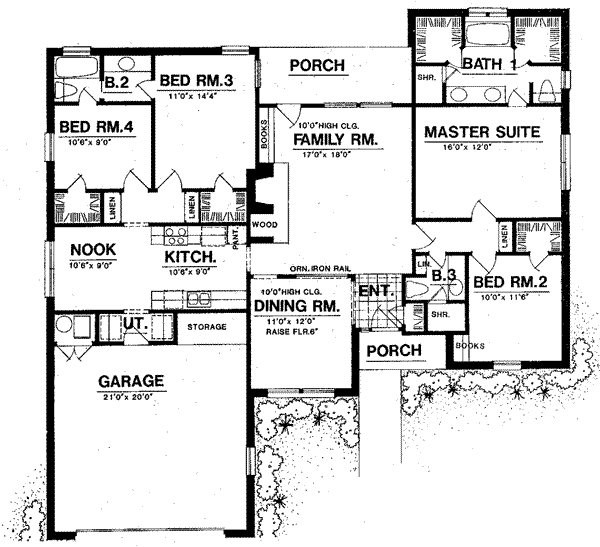 BATH 1
SHR.
PORCH
B.2
BED RM.3
11'0"x 14'4"
BED RM.4
10'6"x 9'0"
BOOKS
10'0"HIGH CLG.
FAMILY RM.
17'0"x 18'0"
MASTER SUITE
16'0"x 12'0"
LINEN
LINEN
WOOD
PANT.
NOOK
10'6"x 9'0"
KITCH.
10'6"x 9'0"
LINEN
LIN.
B.3
BED RM.2
10'0"x 11'6"
ORN. IRON RAIL
10'0"HIGH CLG.
DINING RM.
11'0"x 12'0"
RAISE FLR.6"
ENT.
SHR.
BOOKS
UT.
STORAGE
PORCH
GARAGE
21'0"x 20'0"